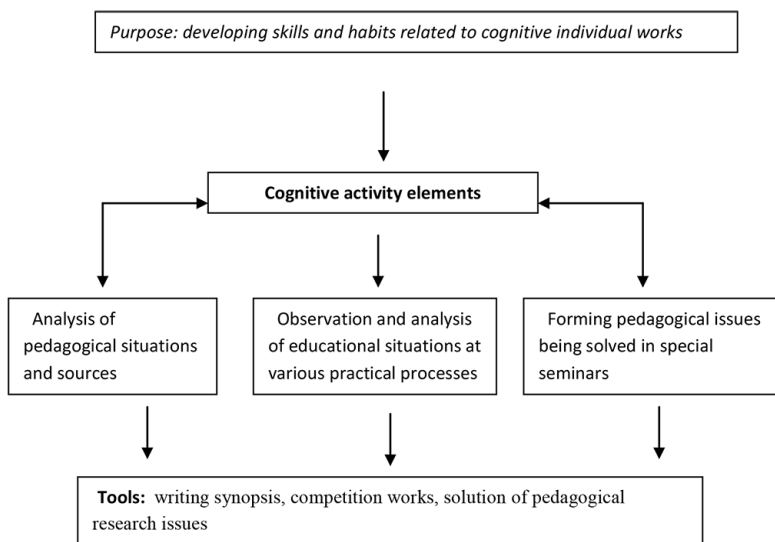 Purpose: developing skills and habits related to cognitive individual works
Cognitive activity elements
Analysis of
pedagogical situations
and sources
Observation and analysis
of educational situations at
various practical processes
Forming pedagogical issues
being solved in special
seminars
Tools: writing synopsis, competition works, solution of pedagogical
research issues